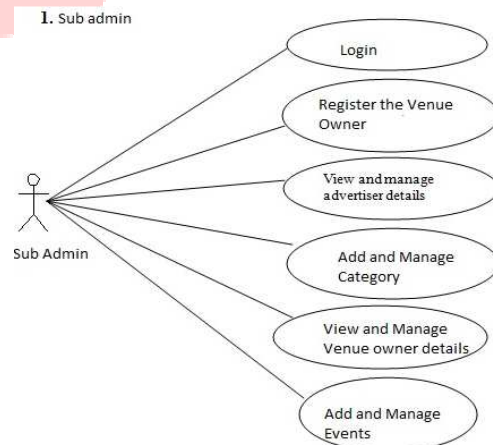 1. Sub admin
Login
Register the Venue
Owner
View and manage
advertiser details
Sub Admin
Add and Manage
Category
View and Manage
Venue owner details
Add and Manage
Events